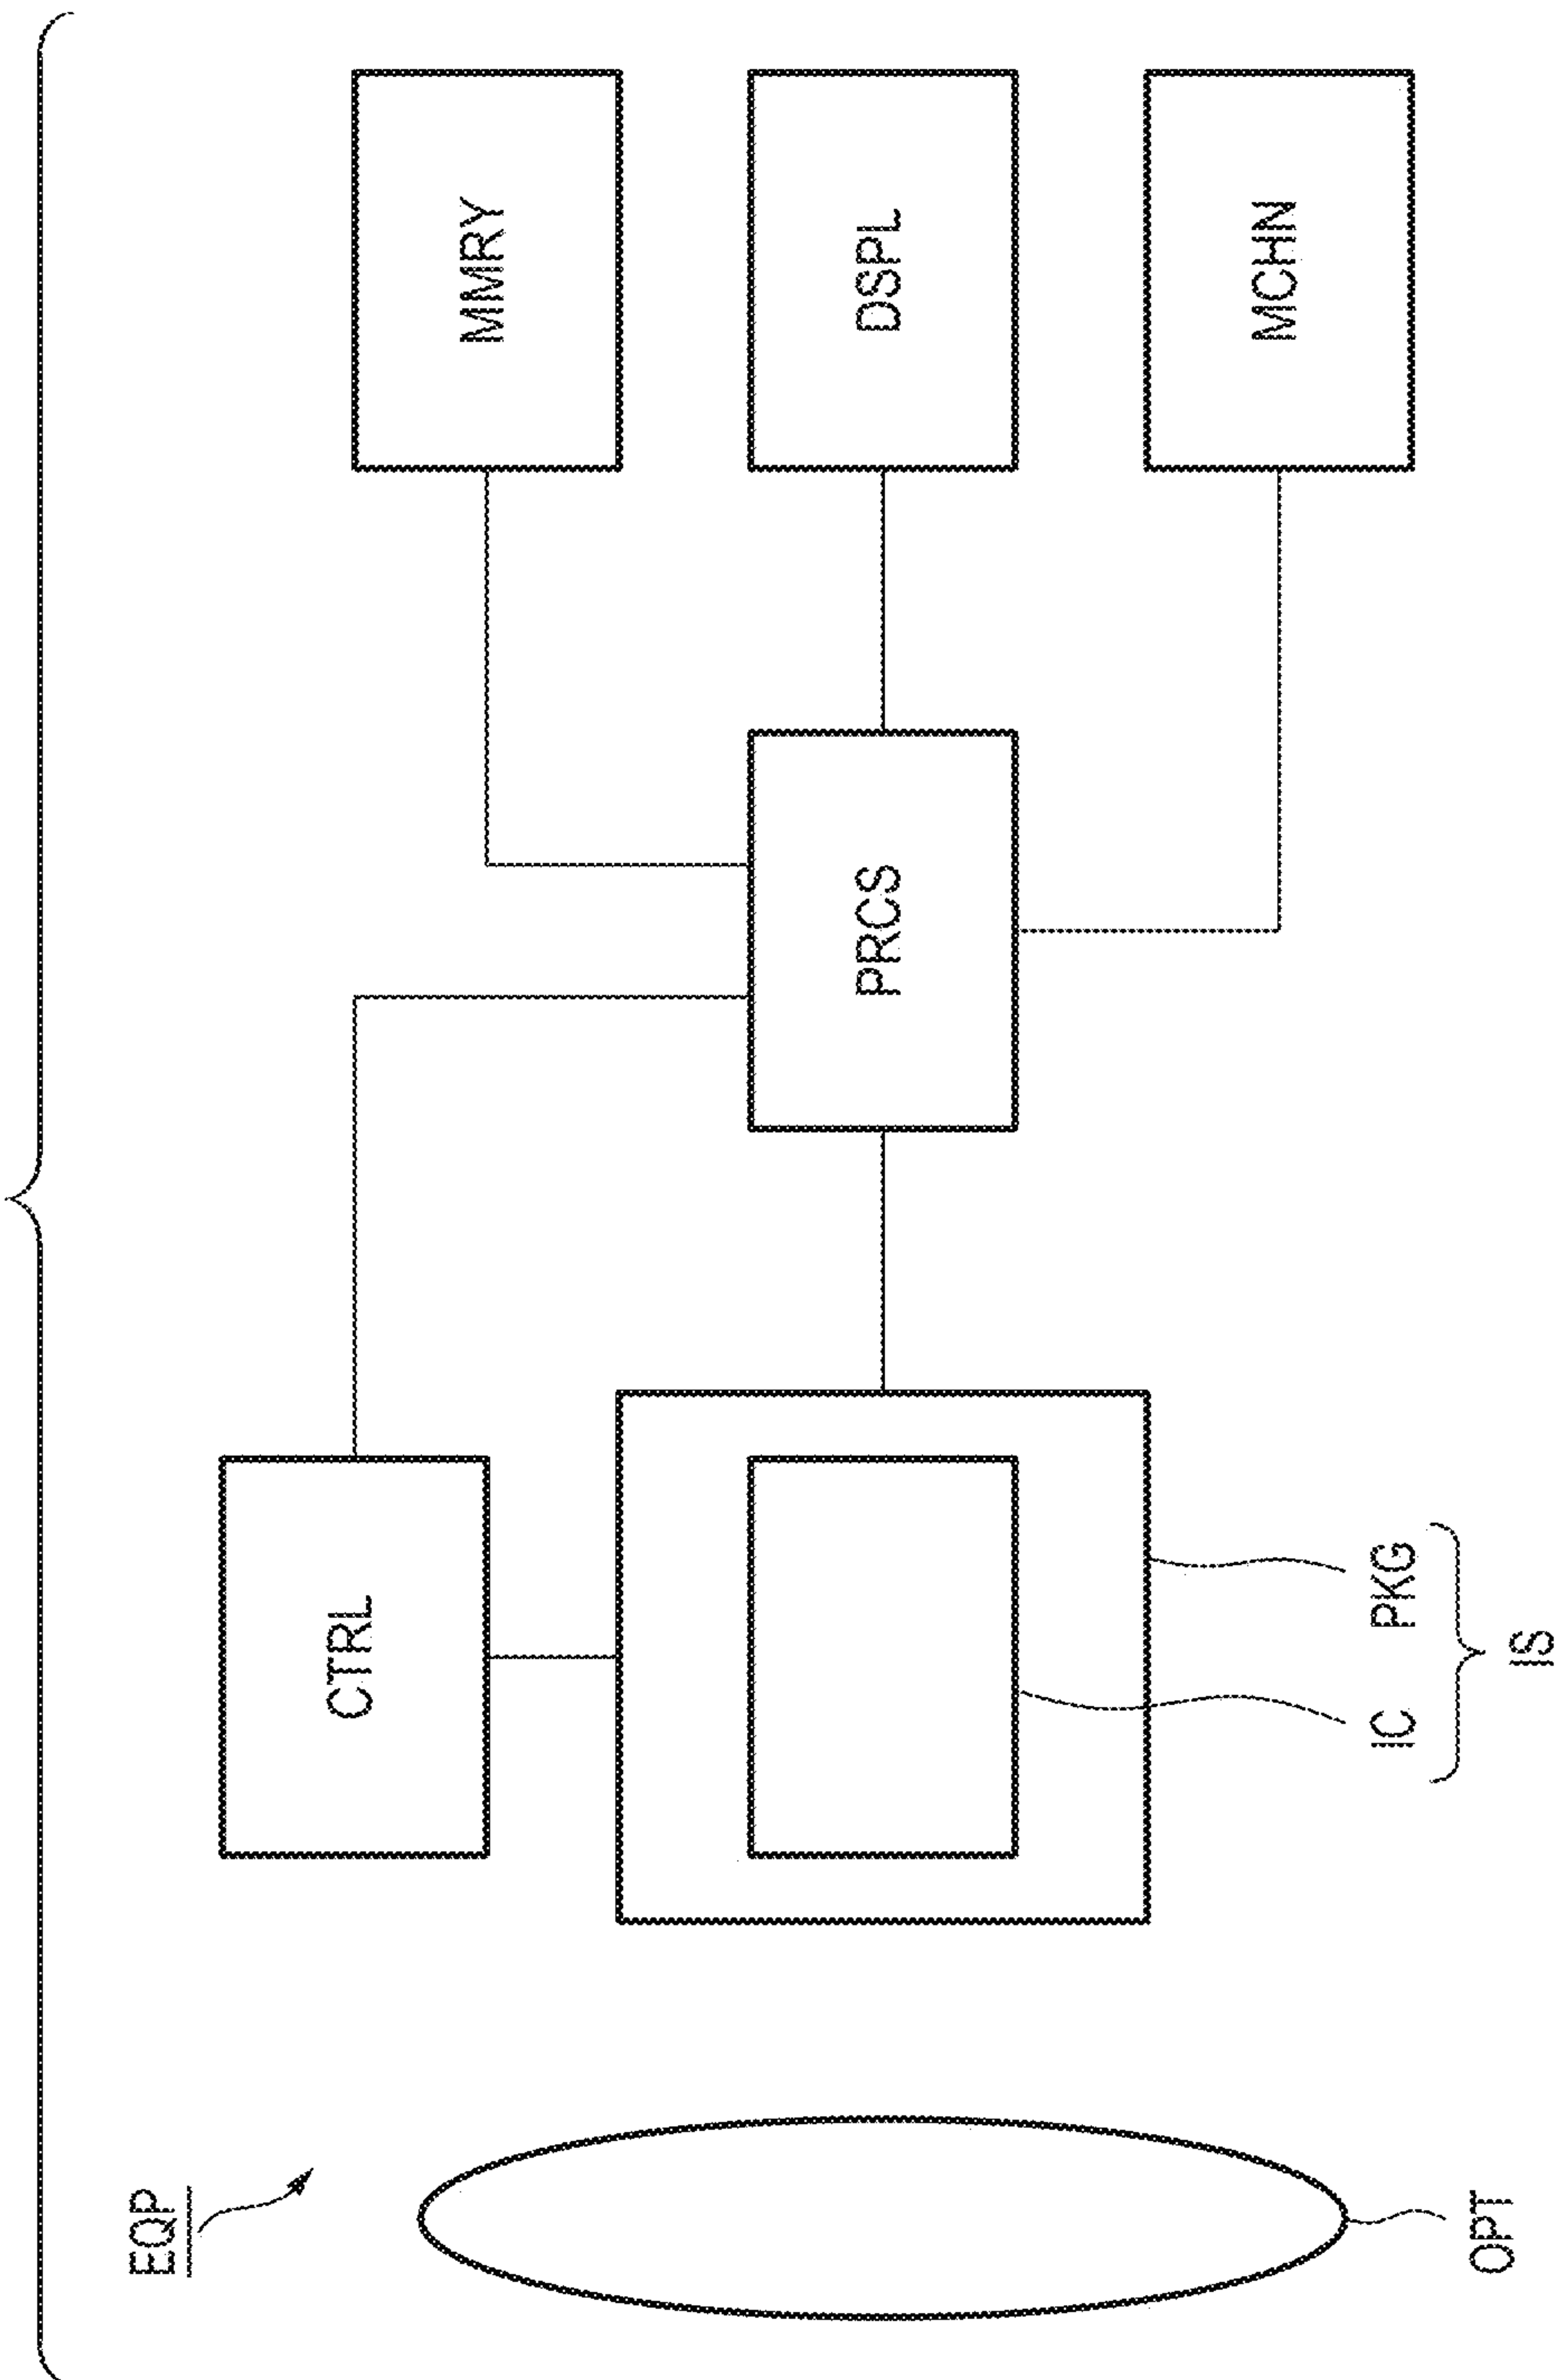 EQP
CTRL
MMRY
PRCS
DSPL
MCHN
OPT
IC
PKG
IS